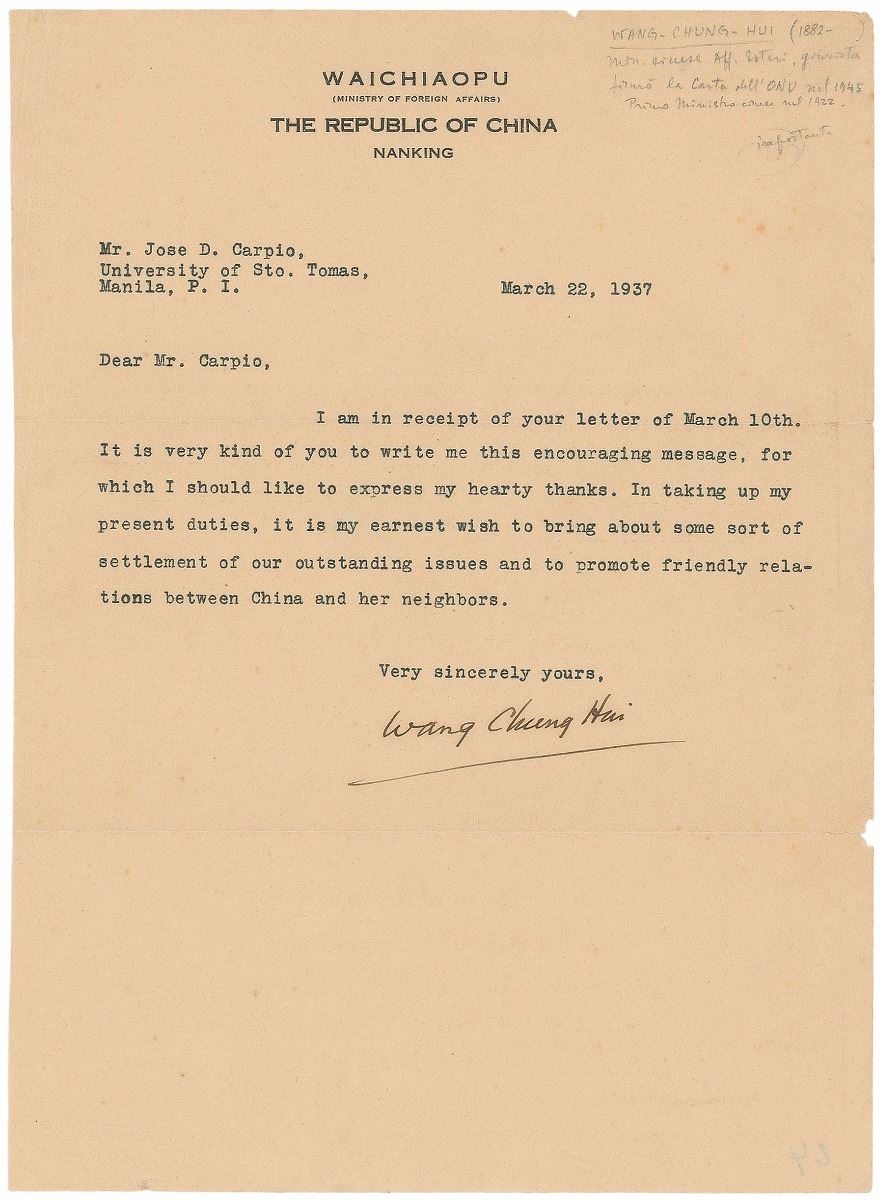 WANG-CHUNG-HUI (1882- )
Min. cinese Aff. Esteri, giurista
firmò la Carta dell'ONU nel 1945
Primo Ministro cinese nel 1922.
importante
WAICHIAOPU
(MINISTRY OF FOREIGN AFFAIRS)
THE REPUBLIC OF CHINA
NANKING
Mr. Jose D. Carpio,
University of Sto. Tomas,
Manila, P. I.
March 22, 1937
Dear Mr. Carpio,
I am in receipt of your letter of March 10th.
It is very kind of you to write me this encouraging message, for
which I should like to express my hearty thanks. In taking up my
present duties, it is my earnest wish to bring about some sort of
settlement of our outstanding issues and to promote friendly rela-
tions between China and her neighbors.
Very sincerely yours,
Wang Chung Hui